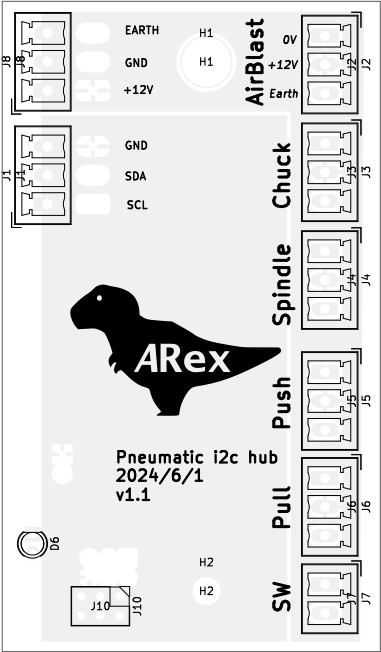 J8
J8
EARTH
GND
+12V
H1
H1
AirBlast
0V
+12V
Earth
J2
J2
J1
J1
GND
SDA
SCL
Chuck
J3
J3
Spindle
J4
J4
ARex
Push
J5
J5
Pneumatic i2c hub
2024/6/1
v1.1
Pull
J6
J6
D6
H2
H2
J10
J10
SW
J7
J7